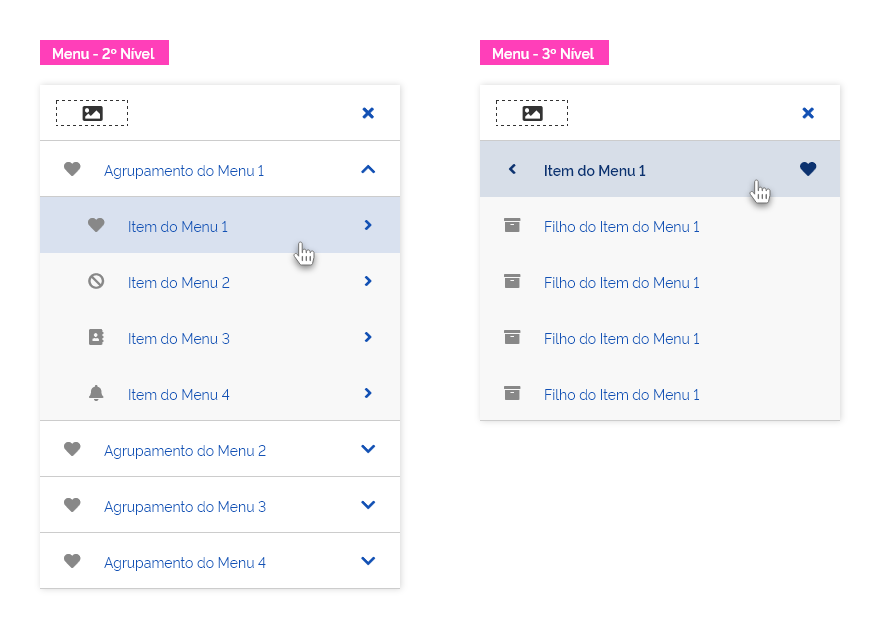 Menu - 2º Nível
Agrupamento do Menu 1
Item do Menu 1
Item do Menu 2
Item do Menu 3
Item do Menu 4
Agrupamento do Menu 2
Agrupamento do Menu 3
Agrupamento do Menu 4
Menu - 3º Nível
Item do Menu 1
Filho do Item do Menu 1
Filho do Item do Menu 1
Filho do Item do Menu 1
Filho do Item do Menu 1